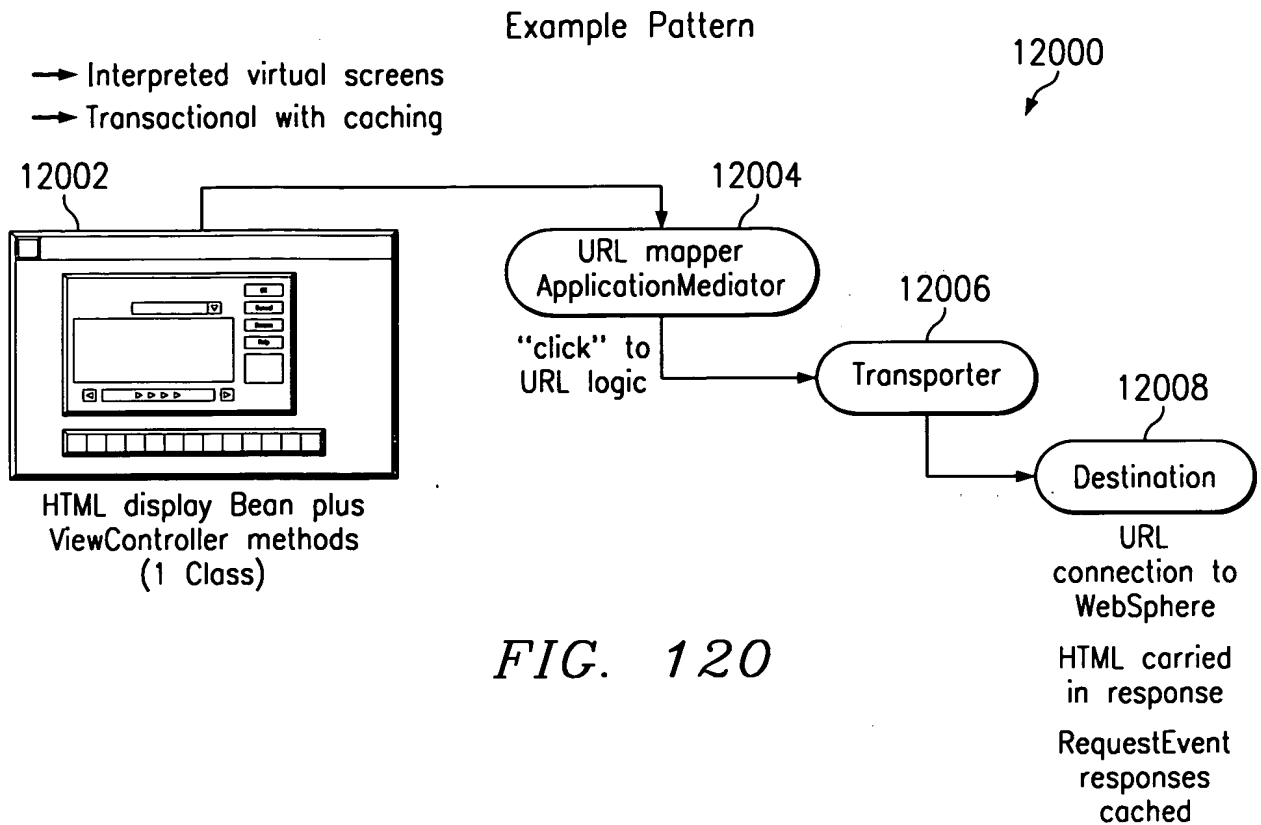 Example Pattern
12000
→ Interpreted virtual screens
→ Transactional with caching
12002
12004
URL mapper
ApplicationMediator
"click" to
URL logic
12006
Transporter
12008
Destination
HTML display Bean plus
ViewController methods
(1 Class)
URL
connection to
WebSphere
HTML carried
in response
RequestEvent
responses
cached
FIG. 120